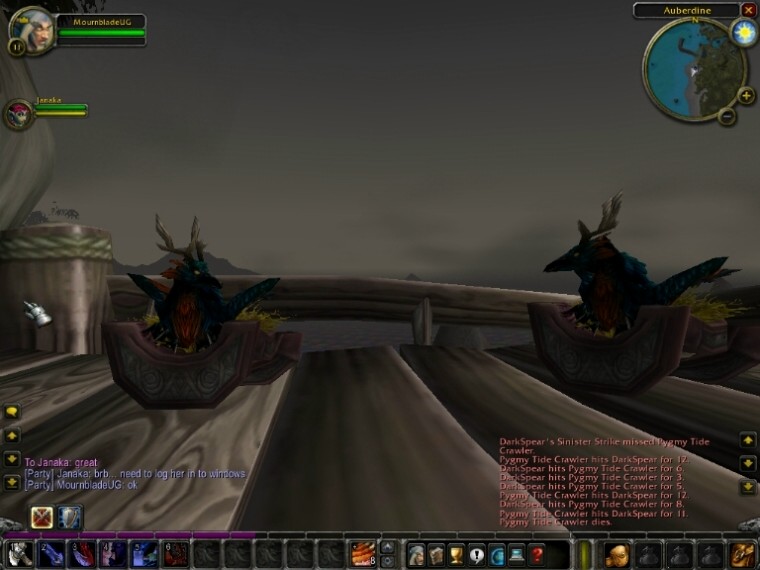 MournbladeUG
Auberdine
N
Janaka
To Janaka: great
[Party] Janaka: brb... need to log her in to windows
[Party] MournbladeUG: ok
DarkSpear's Sinister Strike missed Pygmy Tide
Crawler.
Pygmy Tide Crawler hits DarkSpear for 12.
DarkSpear hits Pygmy Tide Crawler for 6.
DarkSpear hits Pygmy Tide Crawler for 3.
DarkSpear hits Pygmy Tide Crawler for 5.
Pygmy Tide Crawler hits DarkSpear for 12.
DarkSpear hits Pygmy Tide Crawler for 8.
Pygmy Tide Crawler hits DarkSpear for 11.
Pygmy Tide Crawler dies.
8